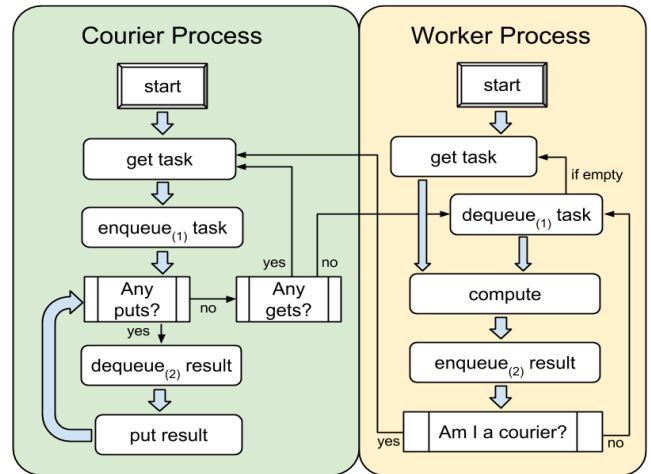 Courier Process
start
get task
enqueue(1) task
Any
puts?
yes
no
Any
gets?
yes
no
dequeue(2) result
put result
Worker Process
start
get task
if empty
dequeue(1) task
compute
enqueue(2) result
Am I a courier?
yes
no